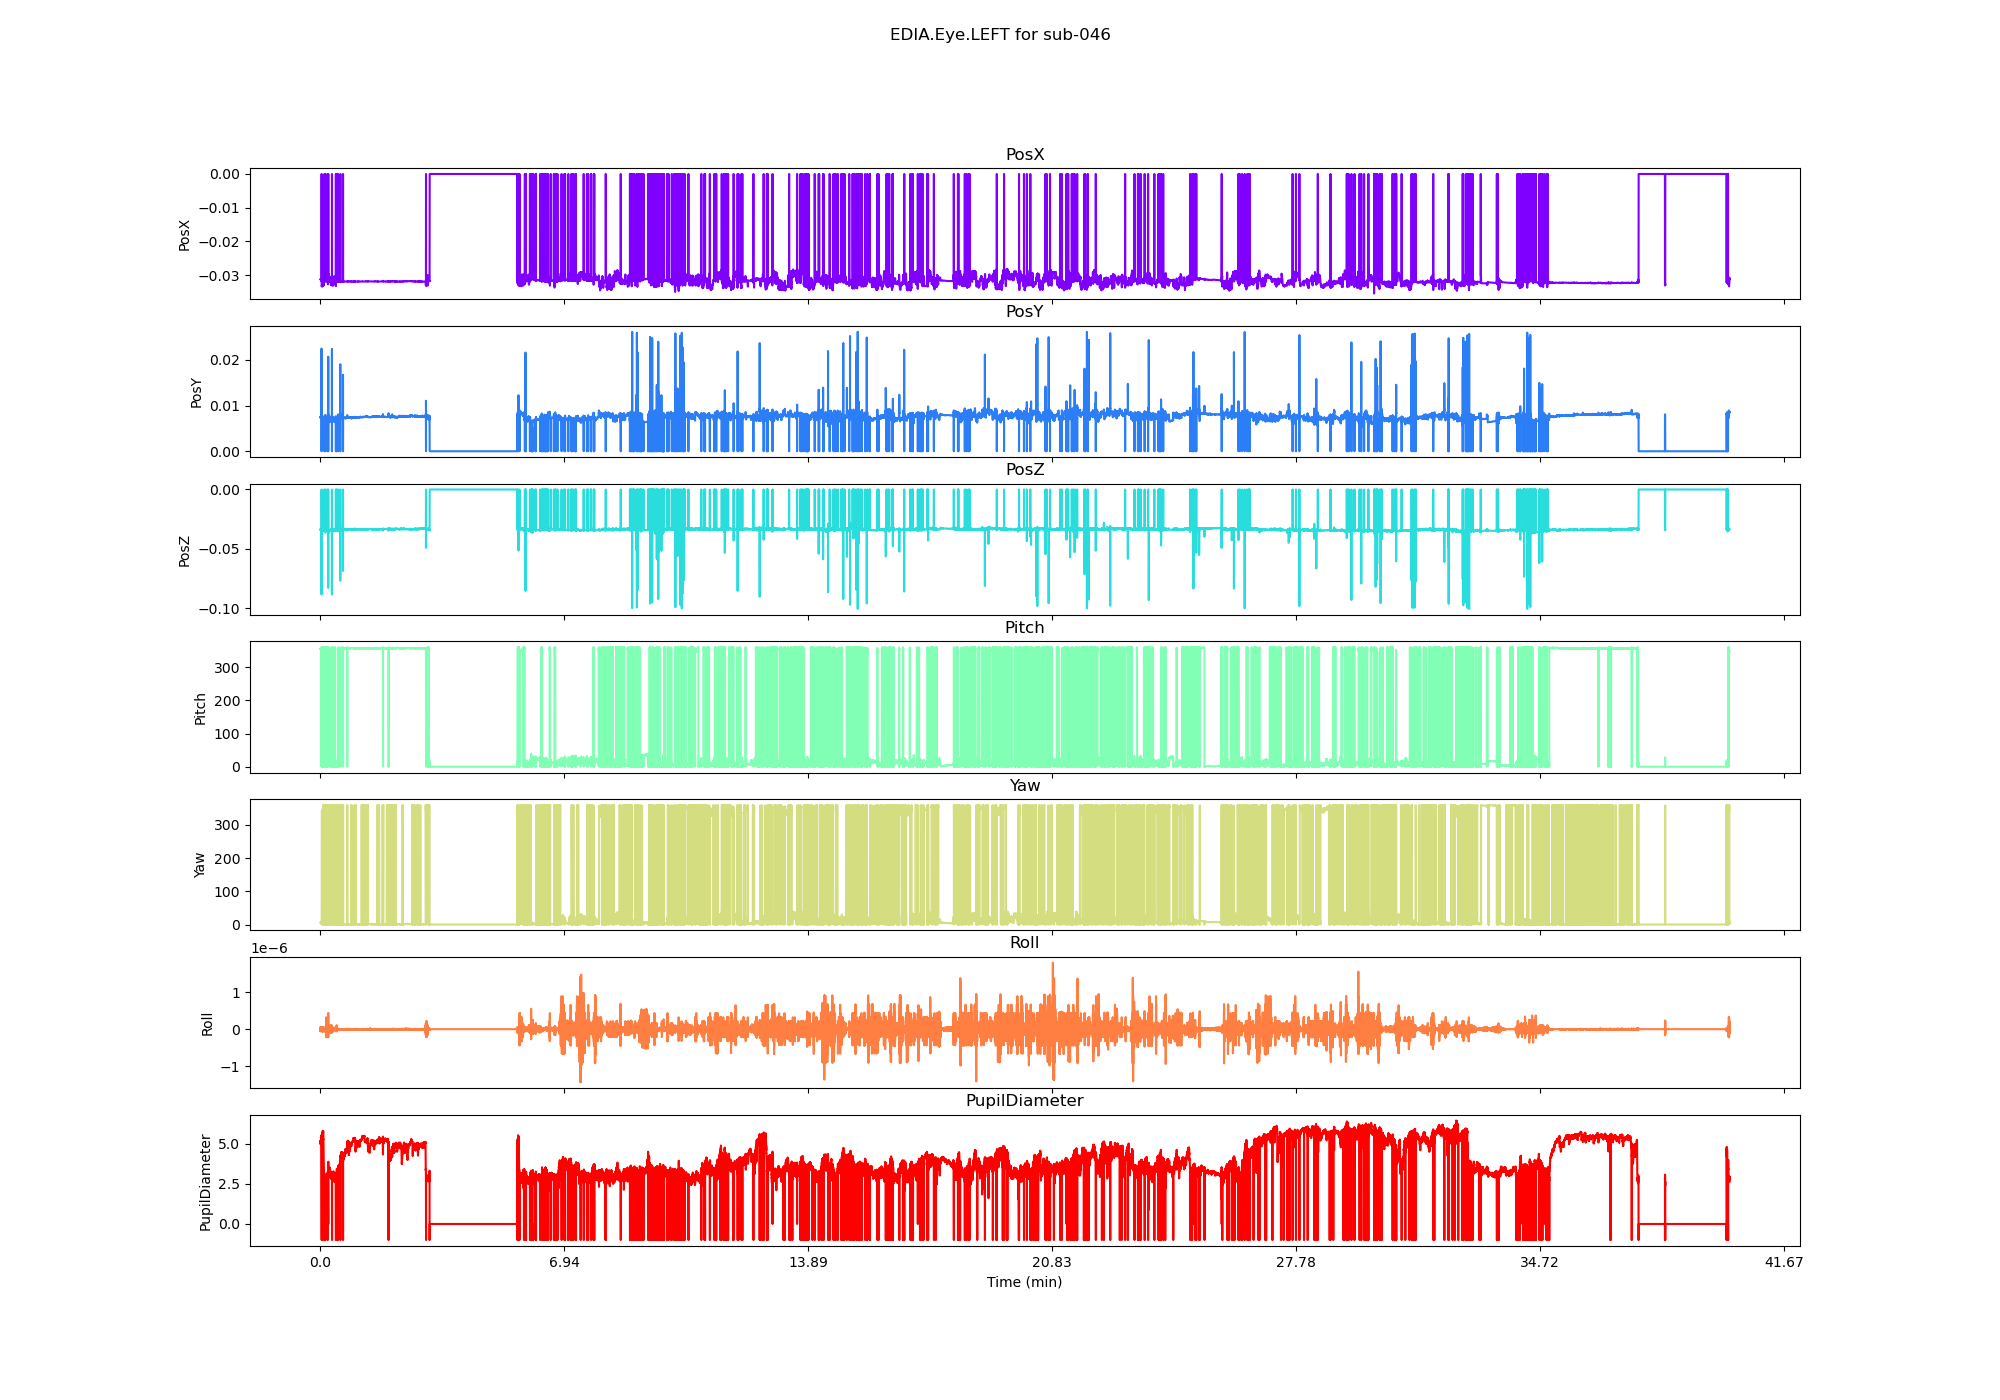 EDIA.Eye.LEFT for sub-046
PosX
0.00
−0.01
−0.02
−0.03
PosX
PosY
0.02
0.01
0.00
PosY
PosZ
0.00
−0.05
−0.10
PosZ
Pitch
300
200
100
0
Pitch
Yaw
300
200
100
0
Yaw
1e−6
Roll
1
0
−1
Roll
PupilDiameter
5.0
2.5
0.0
PupilDiameter
0.0 6.94 13.89 20.83 27.78 34.72 41.67
Time (min)